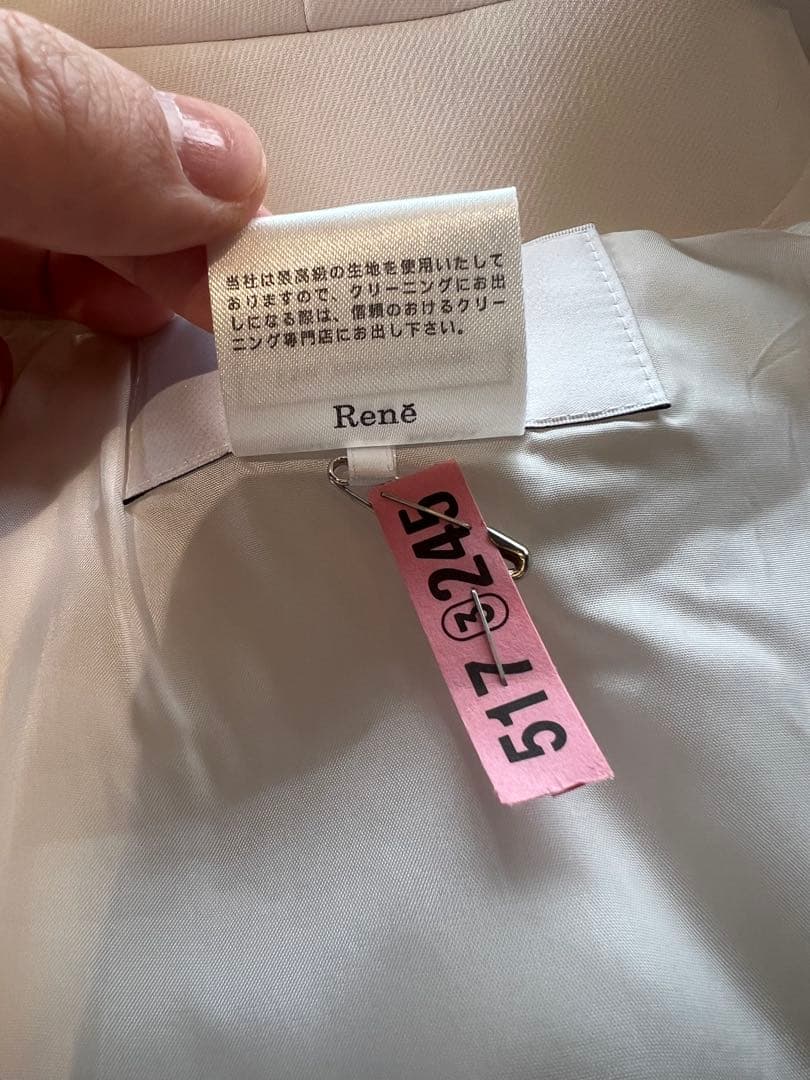 当社は最高級の生地を使用いたして
おりますので、クリーニングにお出
しになる際は、信頼のおけるクリー
ニング専門店にお出し下さい。
Renĕ
517 ③ 245